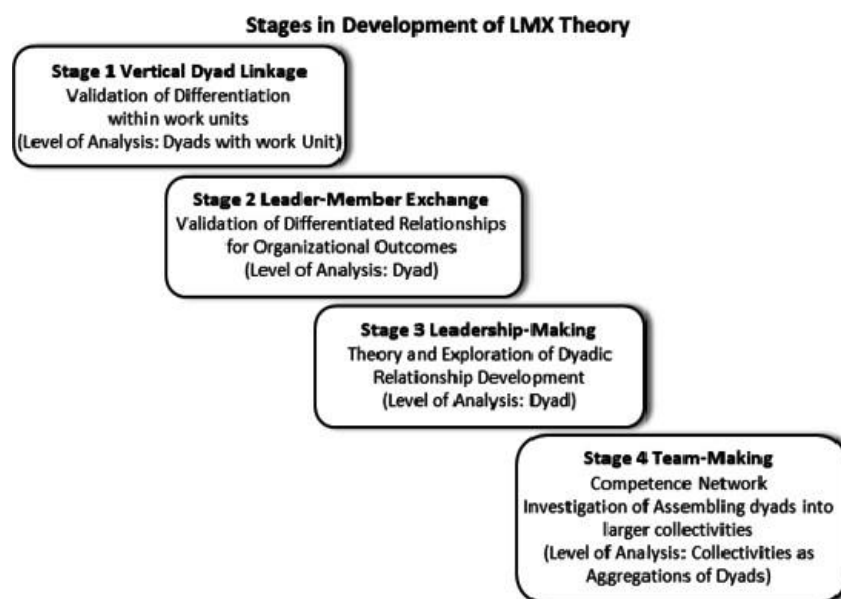 Stages in Development of LMX Theory
Stage 1 Vertical Dyad Linkage
Validation of Differentiation
within work units
(Level of Analysis: Dyads with work Unit)
Stage 2 Leader-Member Exchange
Validation of Differentiated Relationships
for Organizational Outcomes
(Level of Analysis: Dyad)
Stage 3 Leadership-Making
Theory and Exploration of Dyadic
Relationship Development
(Level of Analysis: Dyad)
Stage 4 Team-Making
Competence Network
Investigation of Assembling dyads into
larger collectivities
(Level of Analysis: Collectivities as
Aggregations of Dyads)